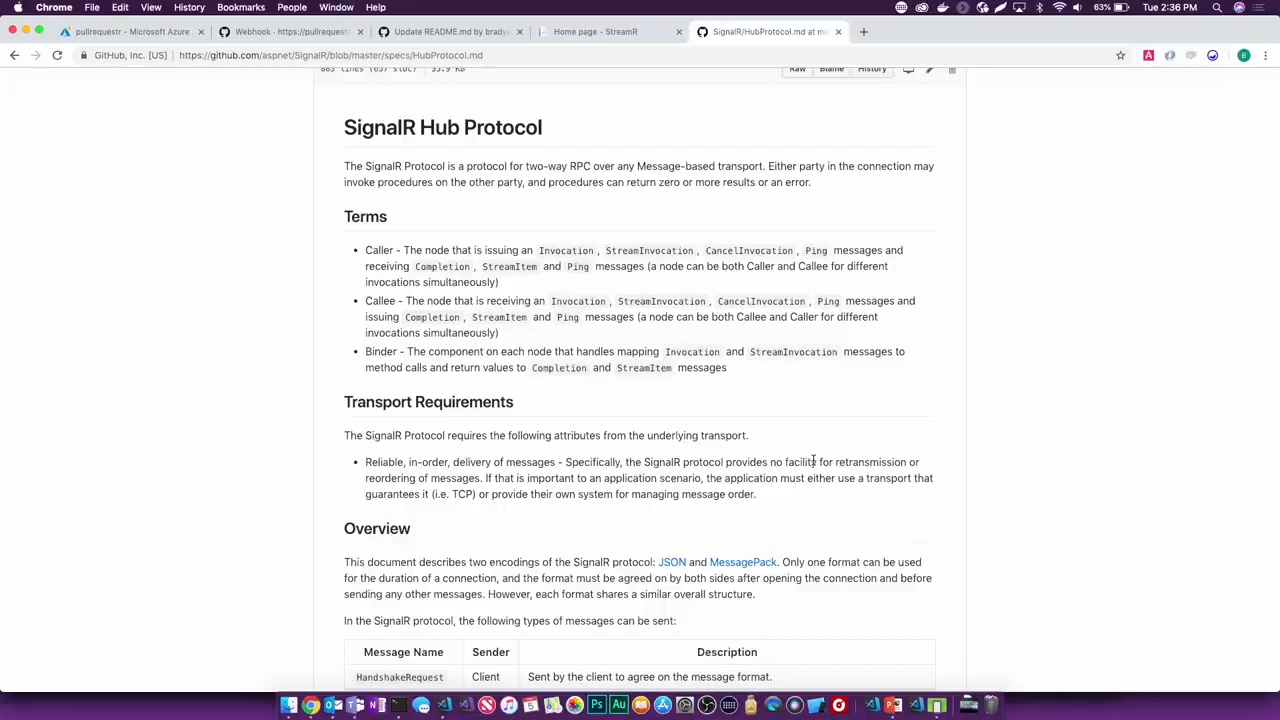 Chrome File Edit View History Bookmarks People Window Help Tue 2:36 PM
pullrequestr - Microsoft Azure Webhook · https://pullrequestr Update README.md by brady Home page - StreamR SignalR/HubProtocol.md at m
GitHub, Inc. [US] https://github.com/aspnet/SignalR/blob/master/specs/HubProtocol.md
Raw Blame History
SignalR Hub Protocol
The SignalR Protocol is a protocol for two-way RPC over any Message-based transport. Either party in the connection may
invoke procedures on the other party, and procedures can return zero or more results or an error.
Terms
• Caller - The node that is issuing an Invocation, StreamInvocation, CancelInvocation, Ping messages and
receiving Completion, StreamItem and Ping messages (a node can be both Caller and Callee for different
invocations simultaneously)
• Callee - The node that is receiving an Invocation, StreamInvocation, CancelInvocation, Ping messages and
issuing Completion, StreamItem and Ping messages (a node can be both Callee and Caller for different
invocations simultaneously)
• Binder - The component on each node that handles mapping Invocation and StreamInvocation messages to
method calls and return values to Completion and StreamItem messages
Transport Requirements
The SignalR Protocol requires the following attributes from the underlying transport.
• Reliable, in-order, delivery of messages - Specifically, the SignalR protocol provides no facility for retransmission or
reordering of messages. If that is important to an application scenario, the application must either use a transport that
guarantees it (i.e. TCP) or provide their own system for managing message order.
Overview
This document describes two encodings of the SignalR protocol: JSON and MessagePack. Only one format can be used
for the duration of a connection, and the format must be agreed on by both sides after opening the connection and before
sending any other messages. However, each format shares a similar overall structure.
In the SignalR protocol, the following types of messages can be sent:
Message Name Sender Description
HandshakeRequest Client Sent by the client to agree on the message format.
Ps Au